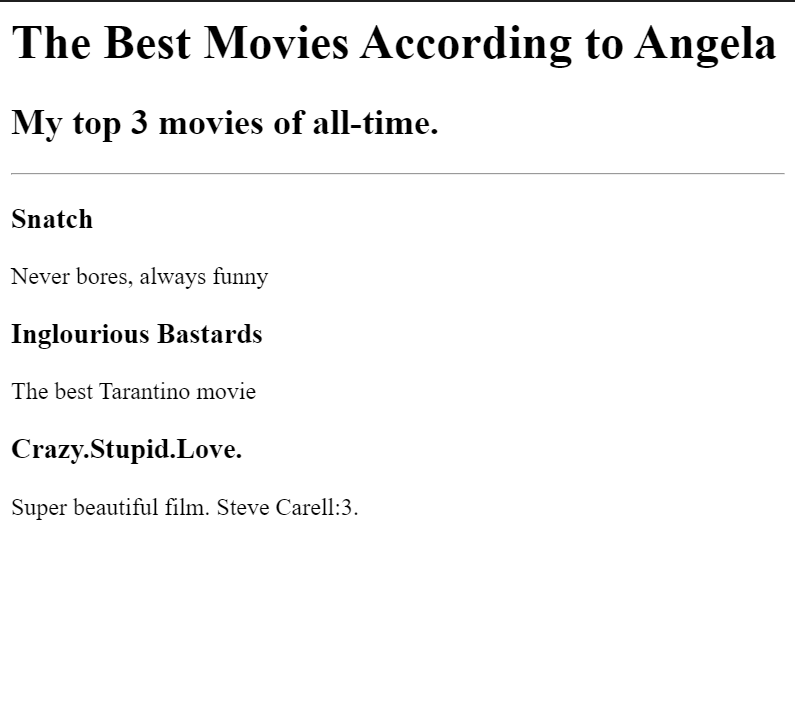 The Best Movies According to Angela
My top 3 movies of all-time.
Snatch
Never bores, always funny
Inglourious Bastards
The best Tarantino movie
Crazy.Stupid.Love.
Super beautiful film. Steve Carell:3.